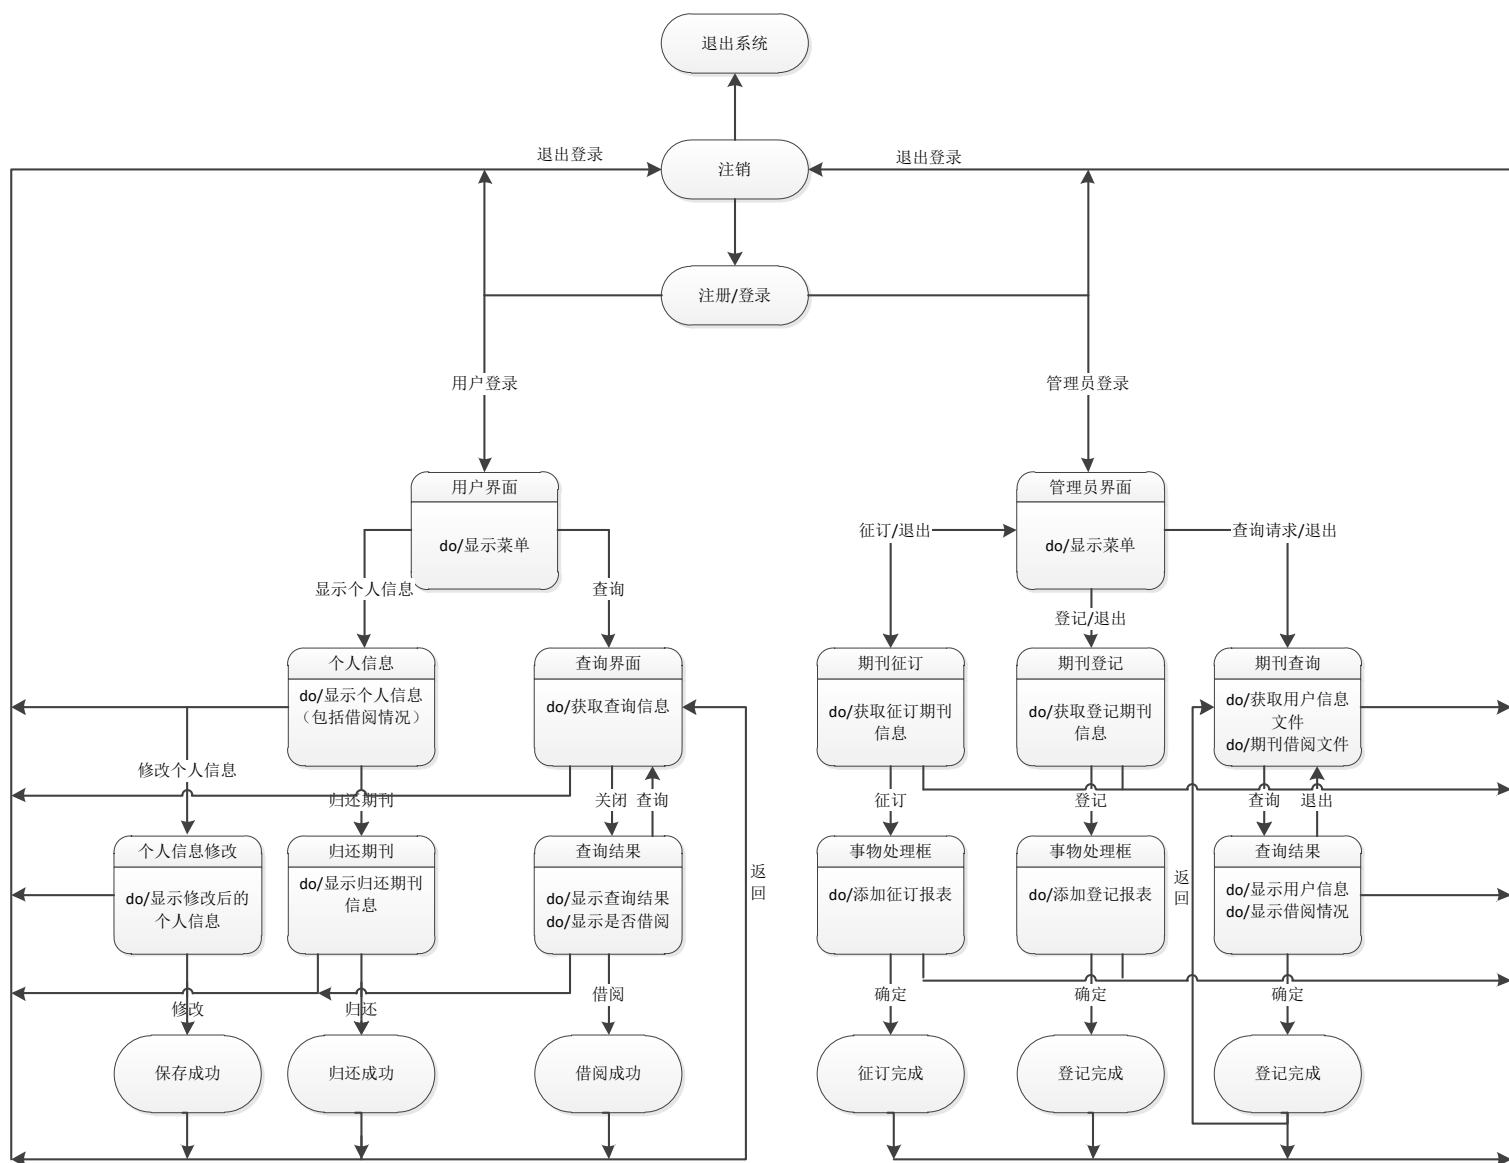 退出系统
退出登录
注销
退出登录
注册/登录
用户登录
管理员登录
用户界面
do/显示菜单
管理员界面
do/显示菜单
征订/退出
查询请求/退出
显示个人信息
查询
登记/退出
个人信息
do/显示个人信息
（包括借阅情况）
查询界面
do/获取查询信息
期刊征订
do/获取征订期刊
信息
期刊登记
do/获取登记期刊
信息
期刊查询
do/获取用户信息
文件
do/期刊借阅文件
修改个人信息
归还期刊
关闭
查询
征订
登记
查询
退出
个人信息修改
do/显示修改后的
个人信息
归还期刊
do/显示归还期刊
信息
查询结果
do/显示查询结果
do/显示是否借阅
返
回
事物处理框
do/添加征订报表
事物处理框
do/添加登记报表
返
回
查询结果
do/显示用户信息
do/显示借阅情况
修改
归还
借阅
确定
确定
确定
保存成功
归还成功
借阅成功
征订完成
登记完成
登记完成